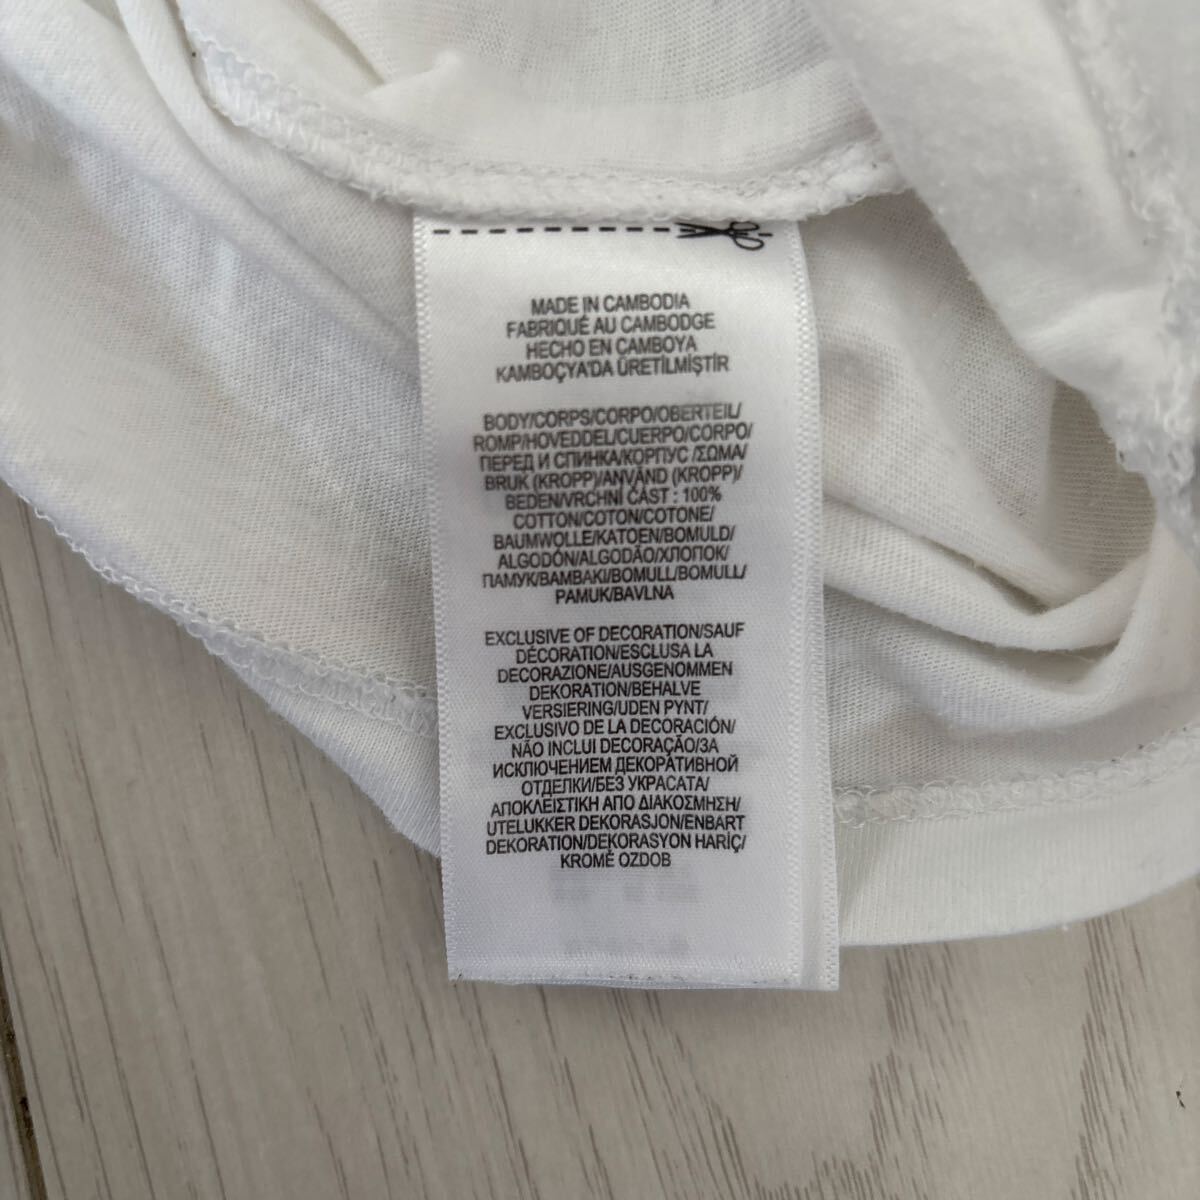 MADE IN CAMBODIA
FABRIQUÉ AU CAMBODGE
HECHO EN CAMBOYA
KAMBOÇYA'DA ÜRETİLMİŞTİR
BODY/CORPS/CORPO/OBERTEIL/
ROMP/HOVEDDEL/CUERPO/CORPO/
ПЕРЕД И СПИНКА/КОРПУС /ΣΩΜΑ/
BRUK (KROPP)/ANVÄND (KROPP)/
BEDEN/VRCHNÍ ČÁST : 100%
COTTON/COTON/COTONE/
BAUMWOLLE/KATOEN/BOMULD/
ALGODÓN/ALGODÃO/ХЛОПОК/
ПАМУК/ΒΑΜΒΑΚΙ/BOMULL/BOMULL/
PAMUK/BAVLNA
EXCLUSIVE OF DECORATION/SAUF
DÉCORATION/ESCLUSA LA
DECORAZIONE/AUSGENOMMEN
DEKORATION/BEHALVE
VERSIERING/UDEN PYNT/
EXCLUSIVO DE LA DECORACIÓN/
NÃO INCLUI DECORAÇÃO/ЗА
ИСКЛЮЧЕНИЕМ ДЕКОРАТИВНОЙ
ОТДЕЛКИ/БЕЗ УКРАСАТА/
ΑΠΟΚΛΕΙΣΤΙΚΗ ΑΠΟ ΔΙΑΚΟΣΜΗΣΗ/
UTELUKKER DEKORASJON/ENBART
DEKORATION/DEKORASYON HARİÇ/
KROMĚ OZDOB